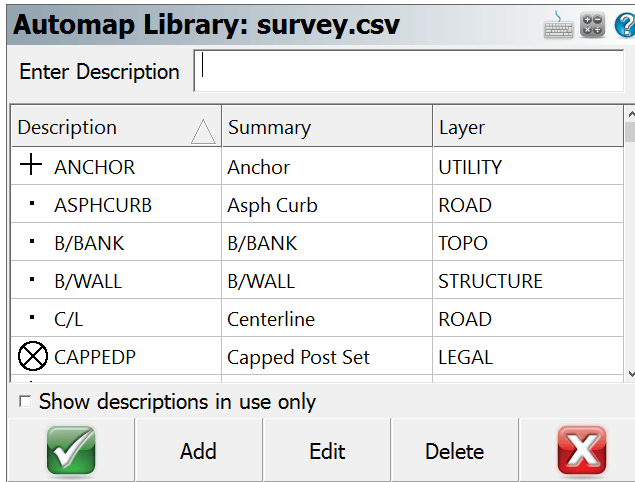 Automap Library: survey.csv
Enter Description
Description Summary Layer
ANCHOR Anchor UTILITY
ASPHCURB Asph Curb ROAD
B/BANK B/BANK TOPO
B/WALL B/WALL STRUCTURE
C/L Centerline ROAD
CAPPEDP Capped Post Set LEGAL
Show descriptions in use only
Add Edit Delete